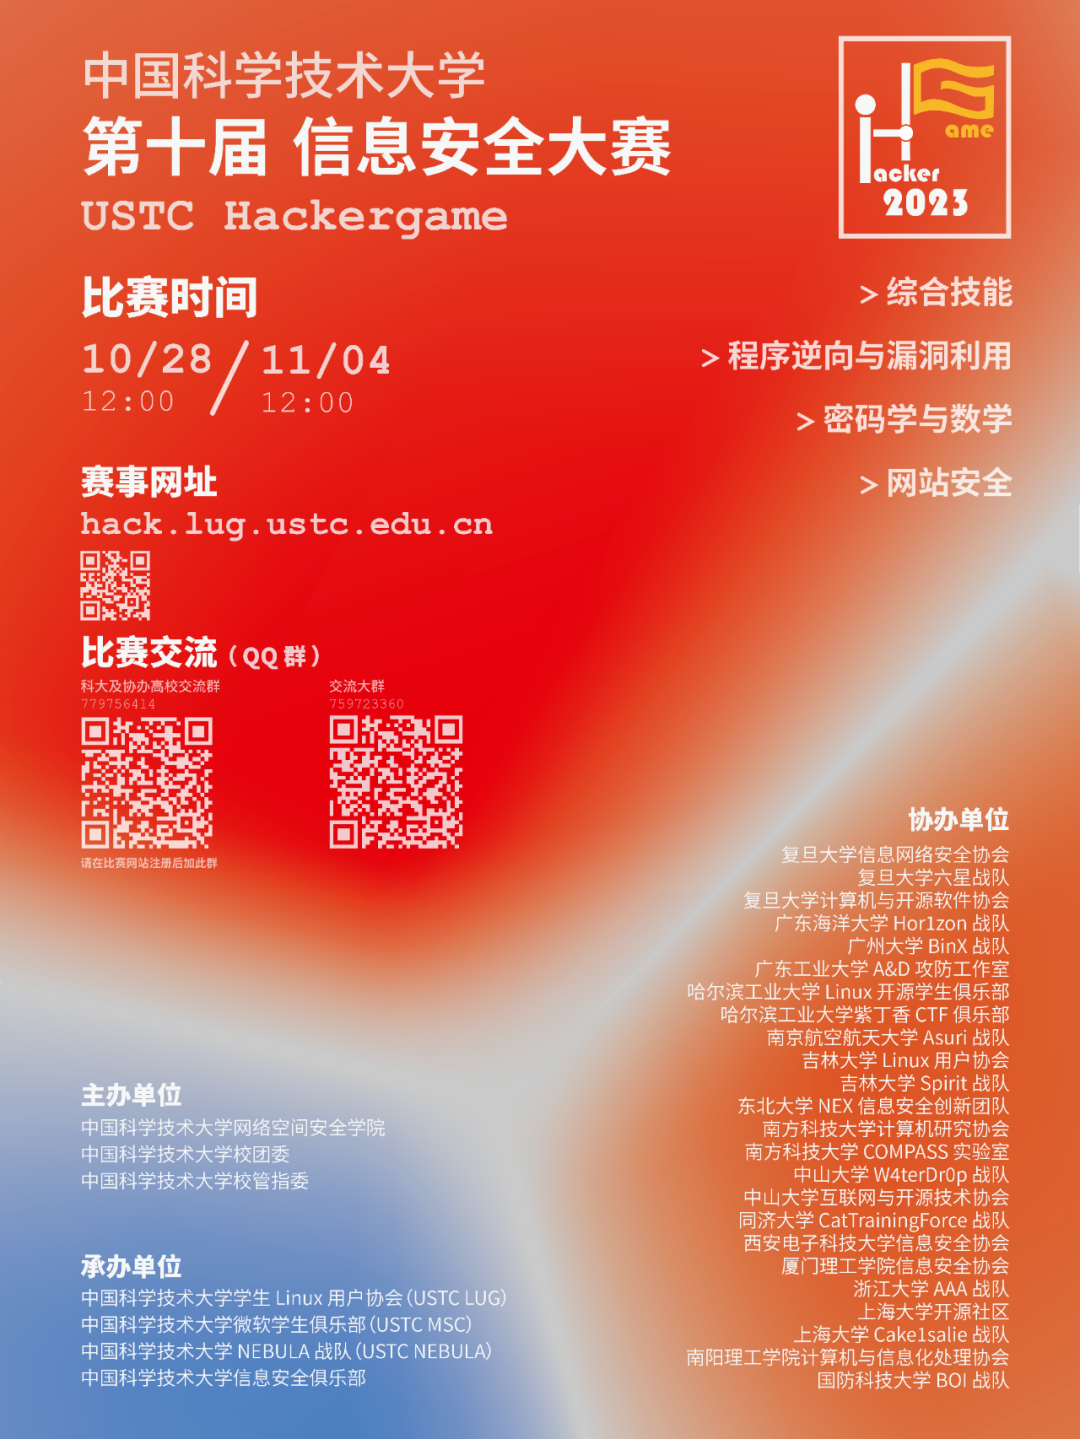 中国科学技术大学
第十届 信息安全大赛
USTC Hackergame
Hacker
Game
2023
比赛时间
10/28 / 11/04
12:00 12:00
> 综合技能
> 程序逆向与漏洞利用
> 密码学与数学
> 网站安全
赛事网址
hack.lug.ustc.edu.cn
比赛交流（QQ 群）
科大及协办高校交流群
779756414
请在比赛网站注册后加此群
交流大群
759723360
协办单位
复旦大学信息网络安全协会
复旦大学六星战队
复旦大学计算机与开源软件协会
广东海洋大学 Hor1zon 战队
广州大学 BinX 战队
广东工业大学 A&D 攻防工作室
哈尔滨工业大学 Linux 开源学生俱乐部
哈尔滨工业大学紫丁香 CTF 俱乐部
南京航空航天大学 Asuri 战队
吉林大学 Linux 用户协会
吉林大学 Spirit 战队
东北大学 NEX 信息安全创新团队
南方科技大学计算机研究协会
南方科技大学 COMPASS 实验室
中山大学 W4terDr0p 战队
中山大学互联网与开源技术协会
同济大学 CatTrainingForce 战队
西安电子科技大学信息安全协会
厦门理工学院信息安全协会
浙江大学 AAA 战队
上海大学开源社区
上海大学 Cake1salie 战队
南阳理工学院计算机与信息化处理协会
国防科技大学 BOI 战队
主办单位
中国科学技术大学网络空间安全学院
中国科学技术大学校团委
中国科学技术大学校管指委
承办单位
中国科学技术大学学生 Linux 用户协会（USTC LUG）
中国科学技术大学微软学生俱乐部（USTC MSC）
中国科学技术大学 NEBULA 战队（USTC NEBULA）
中国科学技术大学信息安全俱乐部